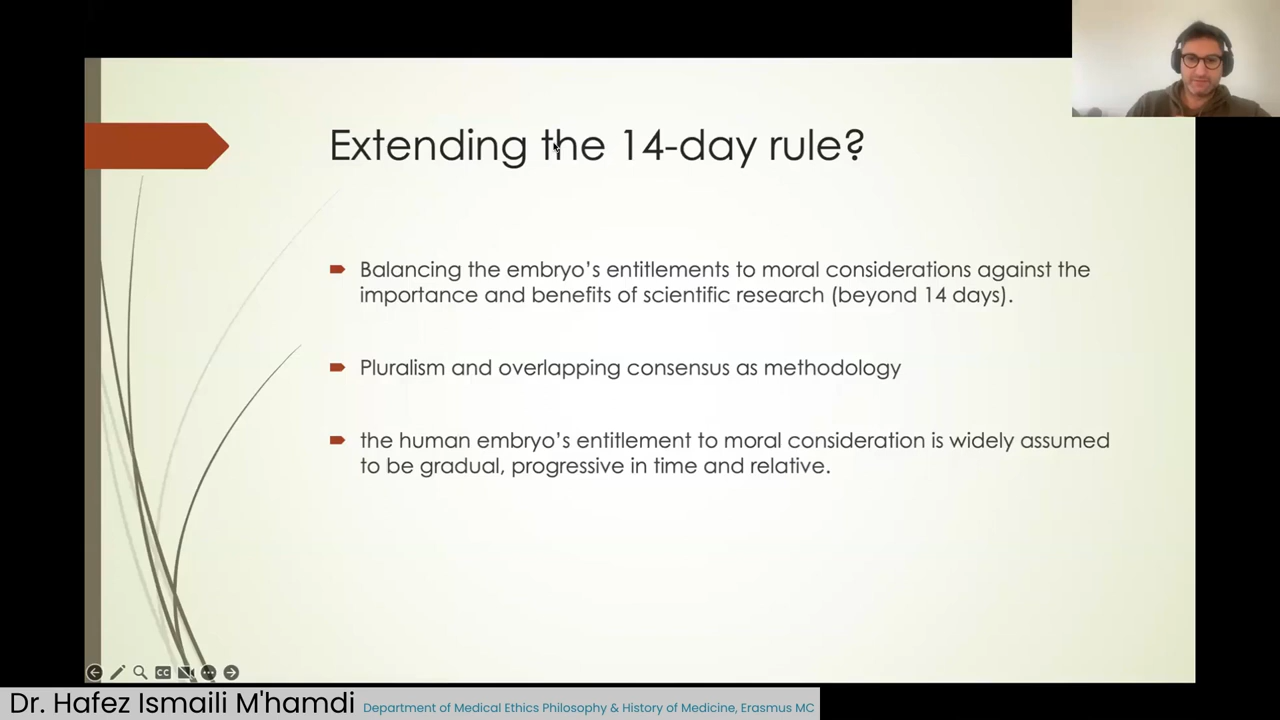 Extending the 14-day rule?
Balancing the embryo’s entitlements to moral considerations against the
importance and benefits of scientific research (beyond 14 days).
Pluralism and overlapping consensus as methodology
the human embryo’s entitlement to moral consideration is widely assumed
to be gradual, progressive in time and relative.
CC
Dr. Hafez Ismaili M'hamdi Department of Medical Ethics Philosophy & History of Medicine, Erasmus MC